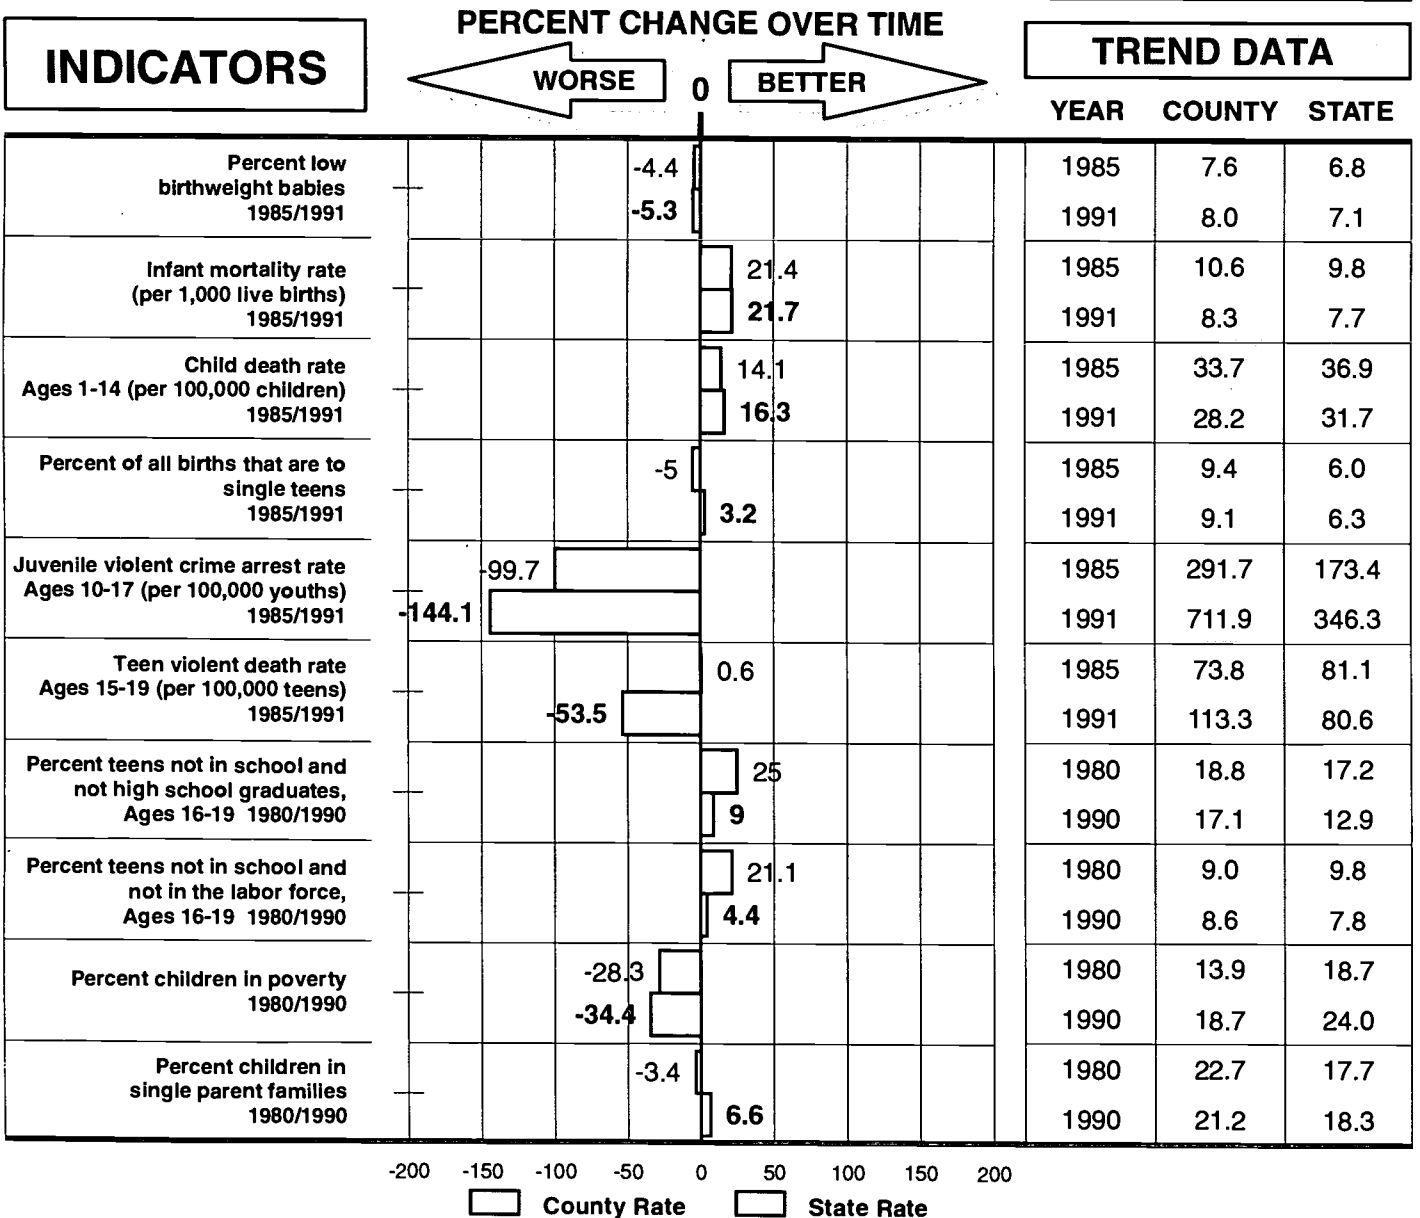 PERCENT CHANGE OVER TIME
INDICATORS
WORSE
0
BETTER
TREND DATA
YEAR COUNTY STATE
Percent low
birthweight babies
1985/1991
-4.4
-5.3
1985 7.6 6.8
1991 8.0 7.1
Infant mortality rate
(per 1,000 live births)
1985/1991
21.4
21.7
1985 10.6 9.8
1991 8.3 7.7
Child death rate
Ages 1-14 (per 100,000 children)
1985/1991
14.1
16.3
1985 33.7 36.9
1991 28.2 31.7
Percent of all births that are to
single teens
1985/1991
-5
3.2
1985 9.4 6.0
1991 9.1 6.3
Juvenile violent crime arrest rate
Ages 10-17 (per 100,000 youths)
1985/1991
-99.7
-144.1
1985 291.7 173.4
1991 711.9 346.3
Teen violent death rate
Ages 15-19 (per 100,000 teens)
1985/1991
0.6
-53.5
1985 73.8 81.1
1991 113.3 80.6
Percent teens not in school and
not high school graduates,
Ages 16-19 1980/1990
25
9
1980 18.8 17.2
1990 17.1 12.9
Percent teens not in school and
not in the labor force,
Ages 16-19 1980/1990
21.1
4.4
1980 9.0 9.8
1990 8.6 7.8
Percent children in poverty
1980/1990
-28.3
-34.4
1980 13.9 18.7
1990 18.7 24.0
Percent children in
single parent families
1980/1990
-3.4
6.6
1980 22.7 17.7
1990 21.2 18.3
-200 -150 -100 -50 0 50 100 150 200
County Rate State Rate